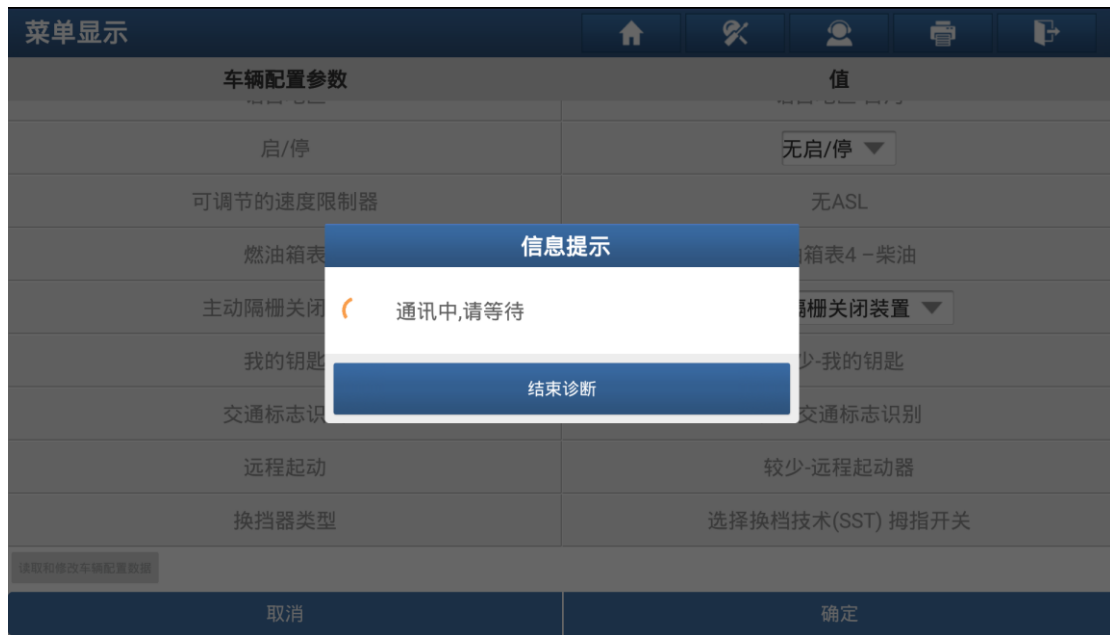 菜单显示
车辆配置参数 值
启/停 无启/停
可调节的速度限制器 无ASL
燃油箱表 箱表4 –柴油
信息提示
主动隔栅关闭 栅关闭装置
通讯中,请等待
我的钥匙 少-我的钥匙
结束诊断
交通标志识 交通标志识别
远程起动 较少-远程起动器
换挡器类型 选择换档技术(SST) 拇指开关
读取和修改车辆配置数据
取消 确定